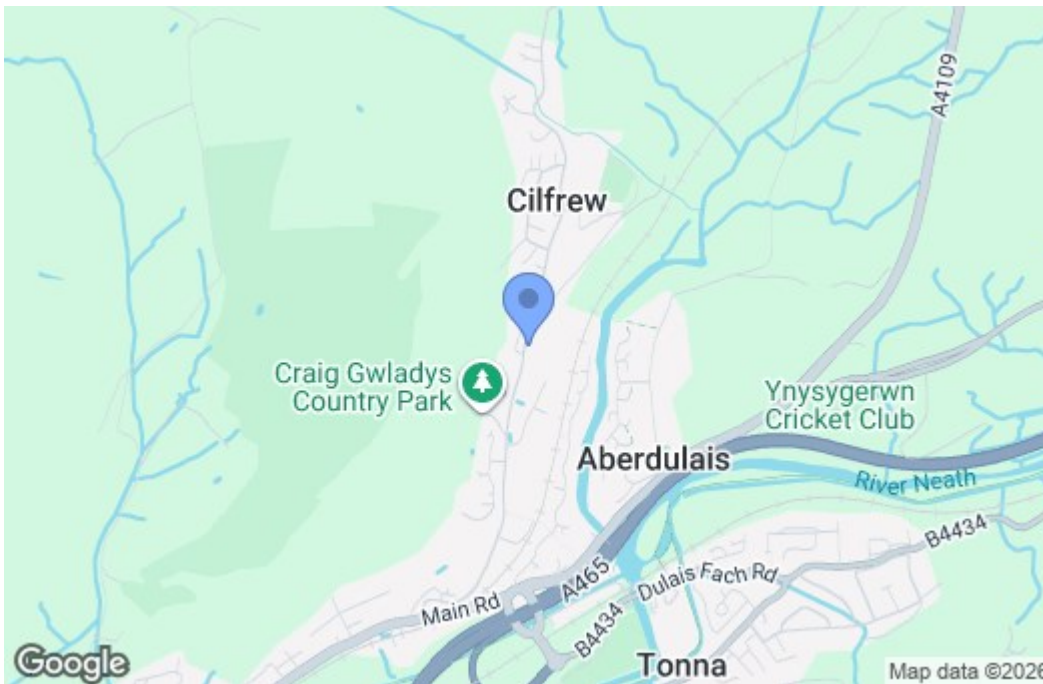 A4109
Cilfrew
Craig Gwladys
Country Park
Ynysygerwn
Cricket Club
Aberdulais
River Neath
B4434
A465
Dulais Fach Rd
Main Rd
B4434
Tonna
Google
Map data ©2026